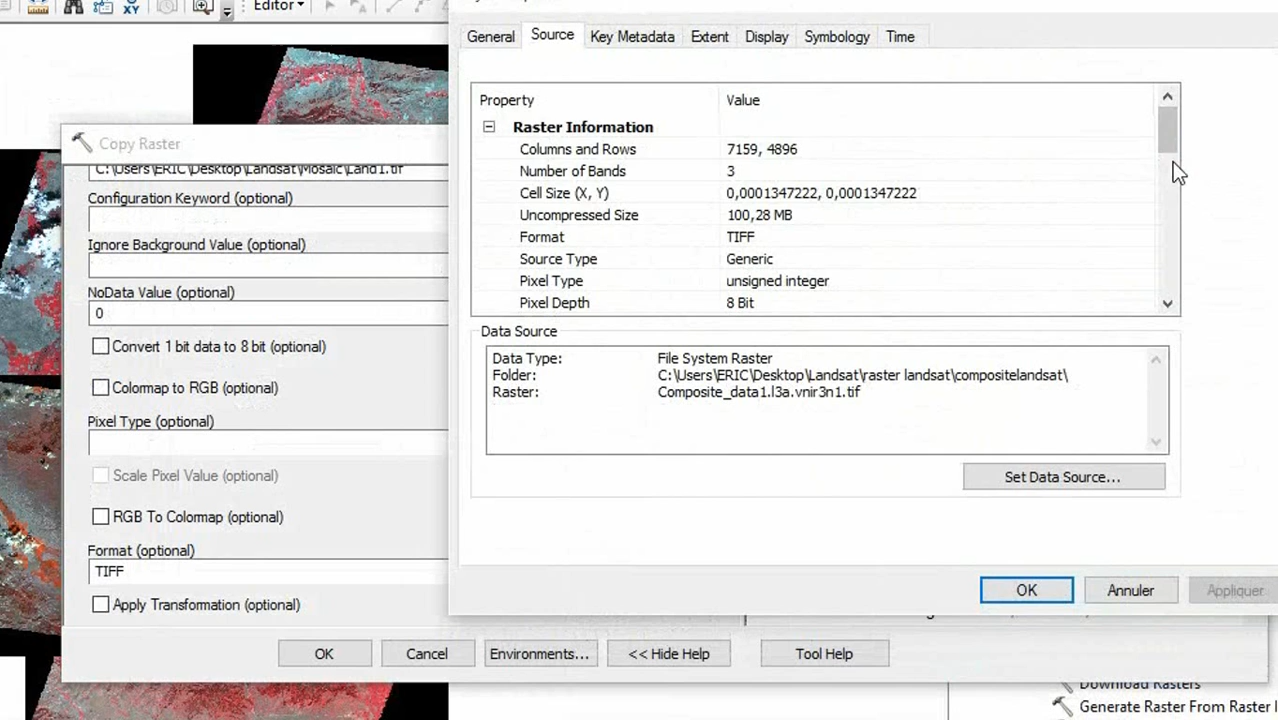 Editor
XY
General Source Key Metadata Extent Display Symbology Time
Property Value
Raster Information
Columns and Rows 7159, 4896
Number of Bands 3
Cell Size (X, Y) 0,0001347222, 0,0001347222
Uncompressed Size 100,28 MB
Format TIFF
Source Type Generic
Pixel Type unsigned integer
Pixel Depth 8 Bit
Data Source
Data Type: File System Raster
Folder: C:\Users\ERIC\Desktop\Landsat\raster landsat\compositelandsat\
Raster: Composite_data1.l3a.vnir3n1.tif
Set Data Source...
OK Annuler Appliquer
Copy Raster
C:\Users\ERIC\Desktop\Landsat\Mosaic\Land1.tif
Configuration Keyword (optional)
Ignore Background Value (optional)
NoData Value (optional)
0
Convert 1 bit data to 8 bit (optional)
Colormap to RGB (optional)
Pixel Type (optional)
Scale Pixel Value (optional)
RGB To Colormap (optional)
Format (optional)
TIFF
Apply Transformation (optional)
OK Cancel Environments... << Hide Help Tool Help
Download Rasters
Generate Raster From Raster